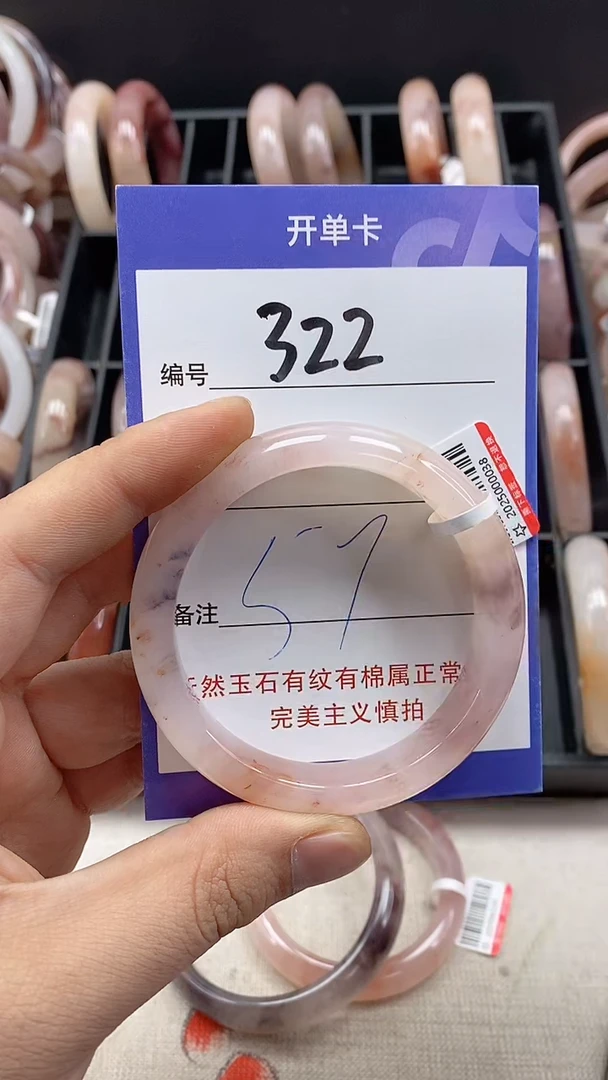 开单卡
编号 322
2025000038
备注 57
然玉石有纹有棉属正常
完美主义慎拍